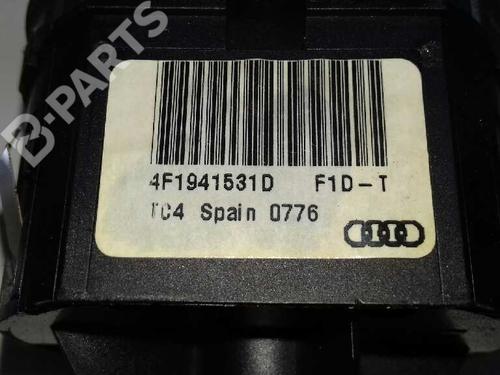 B-PARTS
4F1941531D F1D-T
TC4 Spain 0776